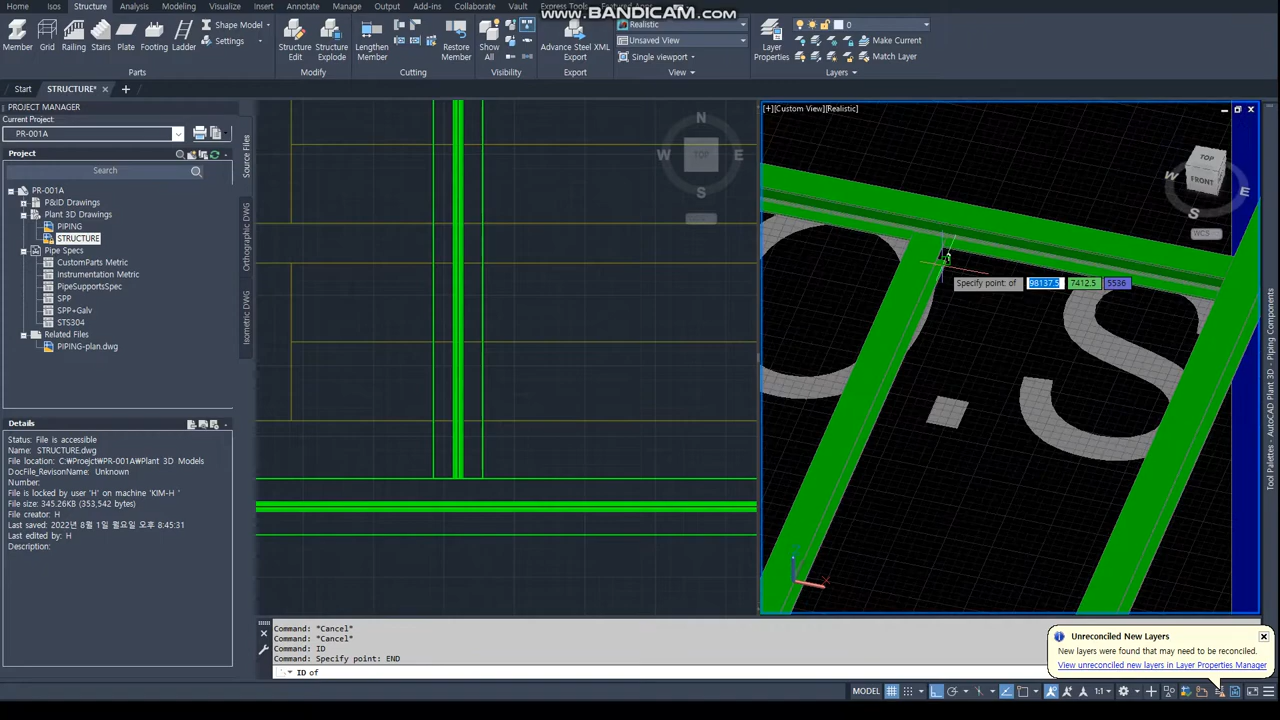 Home Isos Structure Analysis Modeling Visualize Insert Annotate Manage Output Add-ins Collaborate Vault Express Tools
www.BANDICAM.com
Member Grid Railing Stairs Plate Footing Ladder
Shape Model
Settings
Structure Edit
Structure Explode
Lengthen Member
Restore Member
Show All
Advance Steel XML Export
Realistic
Unsaved View
Single viewport
Layer Properties
0
Make Current
Match Layer
Parts Modify Cutting Visibility Export View Layers
Start STRUCTURE*
PROJECT MANAGER
Current Project:
PR-001A
Project
Search
PR-001A
P&ID Drawings
Plant 3D Drawings
PIPING
STRUCTURE
Pipe Specs
CustomParts Metric
Instrumentation Metric
PipeSupportsSpec
SPP
SPP+Galv
STS304
Related Files
PIPING-plan.dwg
Source Files
Orthographic DWG
Isometric DWG
Details
Status: File is accessible
Name: STRUCTURE.dwg
File location: C:₩Proejct₩PR-001A₩Plant 3D Models
DocFile_RevisonName: Unknown
Number:
File is locked by user 'H' on machine 'KIM-H '
File size: 345.26KB (353,542 bytes)
File creator: H
Last saved: 2022년 8월 1일 월요일 오후 8:45:31
Last edited by: H
Description:
N
W TOP E
S
[+][Custom View][Realistic]
TOP
FRONT
W
E
S
WCS
Specify point: of 98137.5 7412.5 5536
O.S
Command: *Cancel*
Command: *Cancel*
Command: ID
Command: Specify point: END
ID of
Unreconciled New Layers
New layers were found that may need to be reconciled.
View unreconciled new layers in Layer Properties Manager
MODEL
1:1
Tool Palettes - AutoCAD Plant 3D - Piping Components